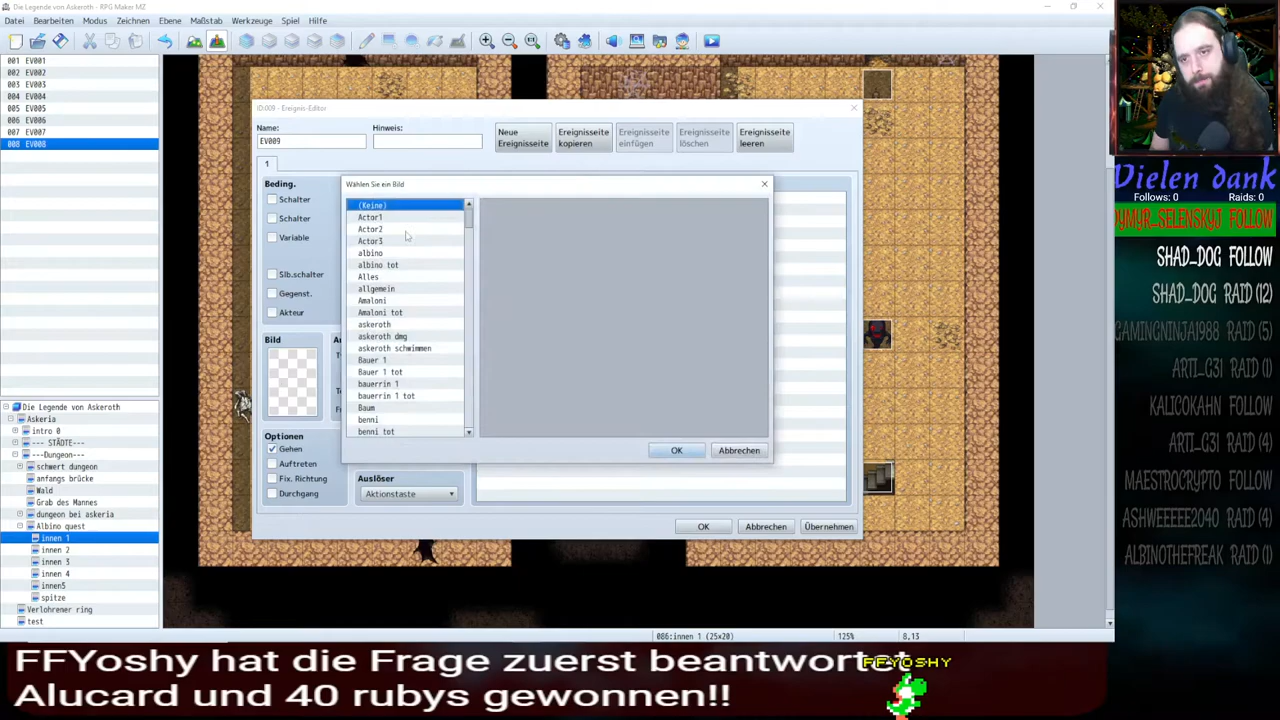 Die Legende von Askeroth - RPG Maker MZ
Datei Bearbeiten Modus Zeichnen Ebene Maßstab Werkzeuge Spiel Hilfe
001 EV001
002 EV002
003 EV003
004 EV004
005 EV005
006 EV006
007 EV007
008 EV008
ID:009 - Ereignis-Editor
Name:
Hinweis:
EV009
Neue Ereignisseite
Ereignisseite kopieren
Ereignisseite einfügen
Ereignisseite löschen
Ereignisseite leeren
1
Beding.
Schalter
Schalter
Variable
Slb.schalter
Gegenst.
Akteur
Bild
Optionen
Gehen
Auftreten
Fix. Richtung
Durchgang
Auslöser
Aktionstaste
OK
Abbrechen
Übernehmen
Wählen Sie ein Bild
(Keine)
Actor1
Actor2
Actor3
albino
albino tot
Alles
allgemein
Amaloni
Amaloni tot
askeroth
askeroth dmg
askeroth schwimmen
Bauer 1
Bauer 1 tot
bauerrin 1
bauerrin 1 tot
Baum
benni
benni tot
OK
Abbrechen
Die Legende von Askeroth
Askeria
intro 0
--- STÄDTE---
---Dungeon---
schwert dungeon
anfangs brücke
Wald
Grab des Mannes
dungeon bei askeria
Albino quest
innen 1
innen 2
innen 3
innen 4
innen5
spitze
Verlohrener ring
test
086:innen 1 (25x20)
125%
8,13
Vielen dank
Follows: 0 Raids: 0
DYMYR_SELENSKYJ FOLLOW
SHAD_DOG FOLLOW
SHAD_DOG RAID (12)
GAMINGNINJA1988 RAID (5)
ARTI_G31 RAID (1)
KALICOKAHN FOLLOW
ARTI_G31 RAID (4)
MAESTROCRYPTO FOLLOW
ASHWEEEEE2040 RAID (4)
ALBINOTHEFREAK RAID (1)
FFYoshy hat die Frage zuerst beantwortet
Alucard und 40 rubys gewonnen!!
FFYOSHY